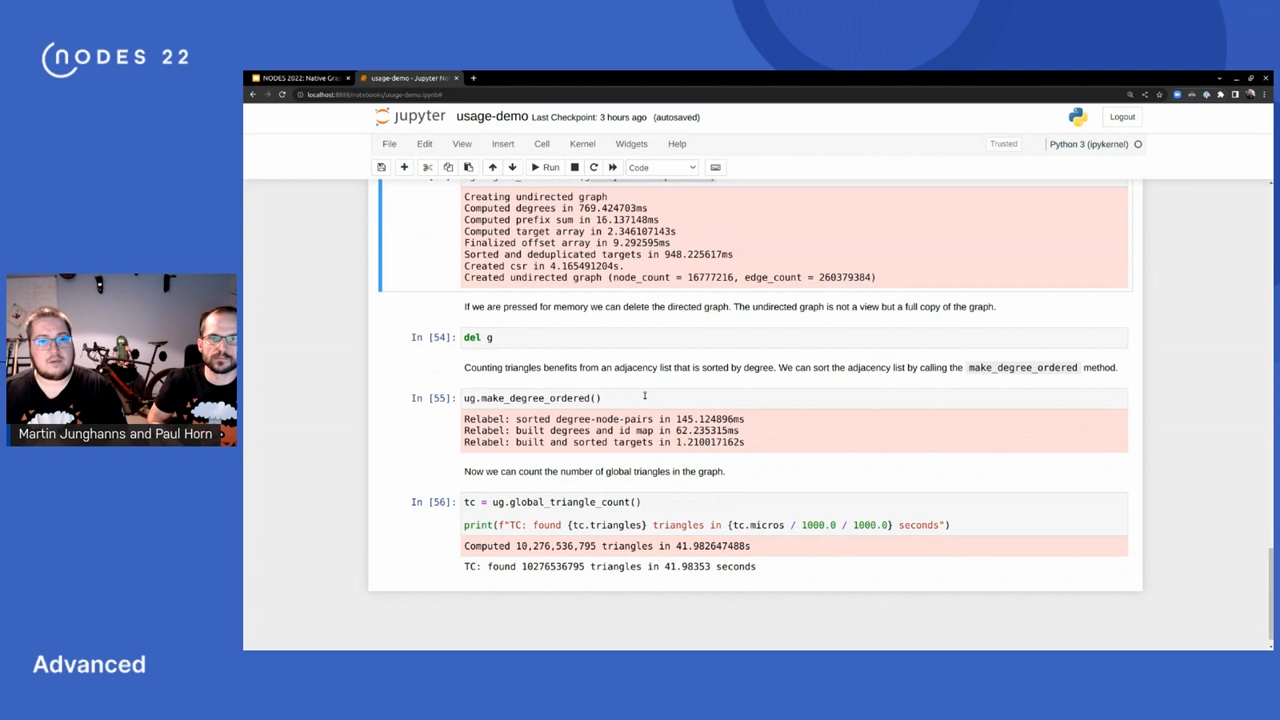 NODES 22
NODES 2022: Native Gra
usage-demo - Jupyter No
localhost:8888/notebooks/usage-demo.ipynb#
jupyter usage-demo Last Checkpoint: 3 hours ago (autosaved)
Logout
File Edit View Insert Cell Kernel Widgets Help
Trusted
Python 3 (ipykernel)
Run
Code
Creating undirected graph
Computed degrees in 769.424703ms
Computed prefix sum in 16.137148ms
Computed target array in 2.346107143s
Finalized offset array in 9.292595ms
Sorted and deduplicated targets in 948.225617ms
Created csr in 4.165491204s.
Created undirected graph (node_count = 16777216, edge_count = 260379384)
If we are pressed for memory we can delete the directed graph. The undirected graph is not a view but a full copy of the graph.
In [54]: del g
Counting triangles benefits from an adjacency list that is sorted by degree. We can sort the adjacency list by calling the make_degree_ordered method.
In [55]: ug.make_degree_ordered()
Relabel: sorted degree-node-pairs in 145.124896ms
Relabel: built degrees and id map in 62.235315ms
Relabel: built and sorted targets in 1.210017162s
Now we can count the number of global triangles in the graph.
In [56]: tc = ug.global_triangle_count()
print(f"TC: found {tc.triangles} triangles in {tc.micros / 1000.0 / 1000.0} seconds")
Computed 10,276,536,795 triangles in 41.982647488s
TC: found 10276536795 triangles in 41.98353 seconds
Martin Junghanns and Paul Horn
Advanced